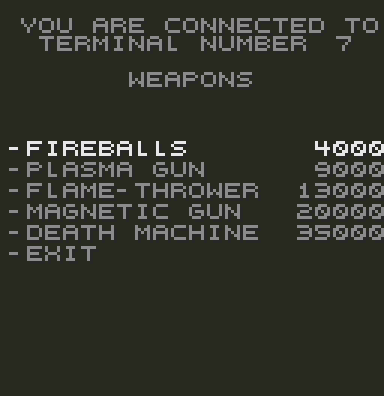 YOU ARE CONNECTED TO
TERMINAL NUMBER 7
WEAPONS
-FIREBALLS 4000
-PLASMA GUN 9000
-FLAME-THROWER 13000
-MAGNETIC GUN 20000
-DEATH MACHINE 35000
-EXIT